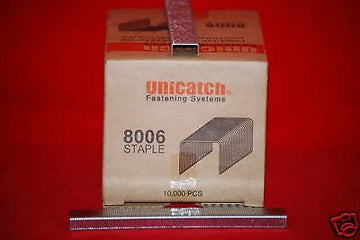 unicatch®
Fastening Systems
8006
STAPLE
10,000 PCS